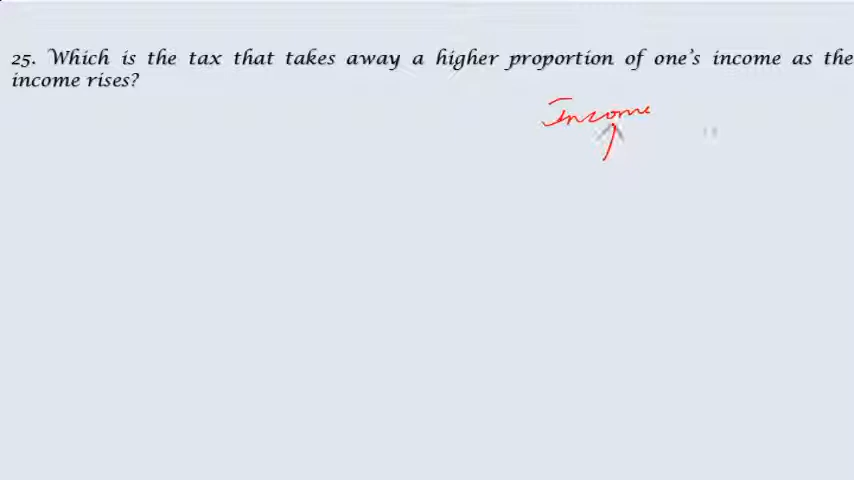 25. Which is the tax that takes away a higher proportion of one's income as the
income rises?
Income